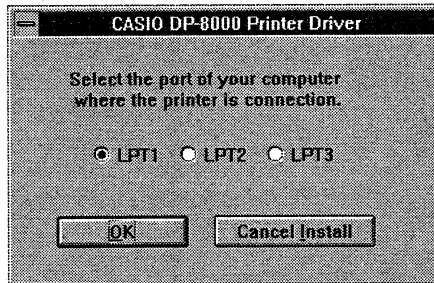 CASIO DP-8000 Printer Driver
Select the port of your computer
where the printer is connection.
LPT1 LPT2 LPT3
OK Cancel Install